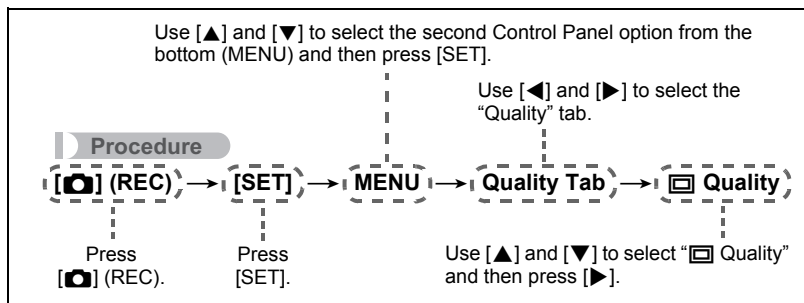 Use [▲] and [▼] to select the second Control Panel option from the
bottom (MENU) and then press [SET].
Use [◀] and [▶] to select the
“Quality” tab.
Procedure
[📷] (REC) → [SET] → MENU → Quality Tab → Quality
Press
[📷] (REC).
Press
[SET].
Use [▲] and [▼] to select “ Quality”
and then press [▶].